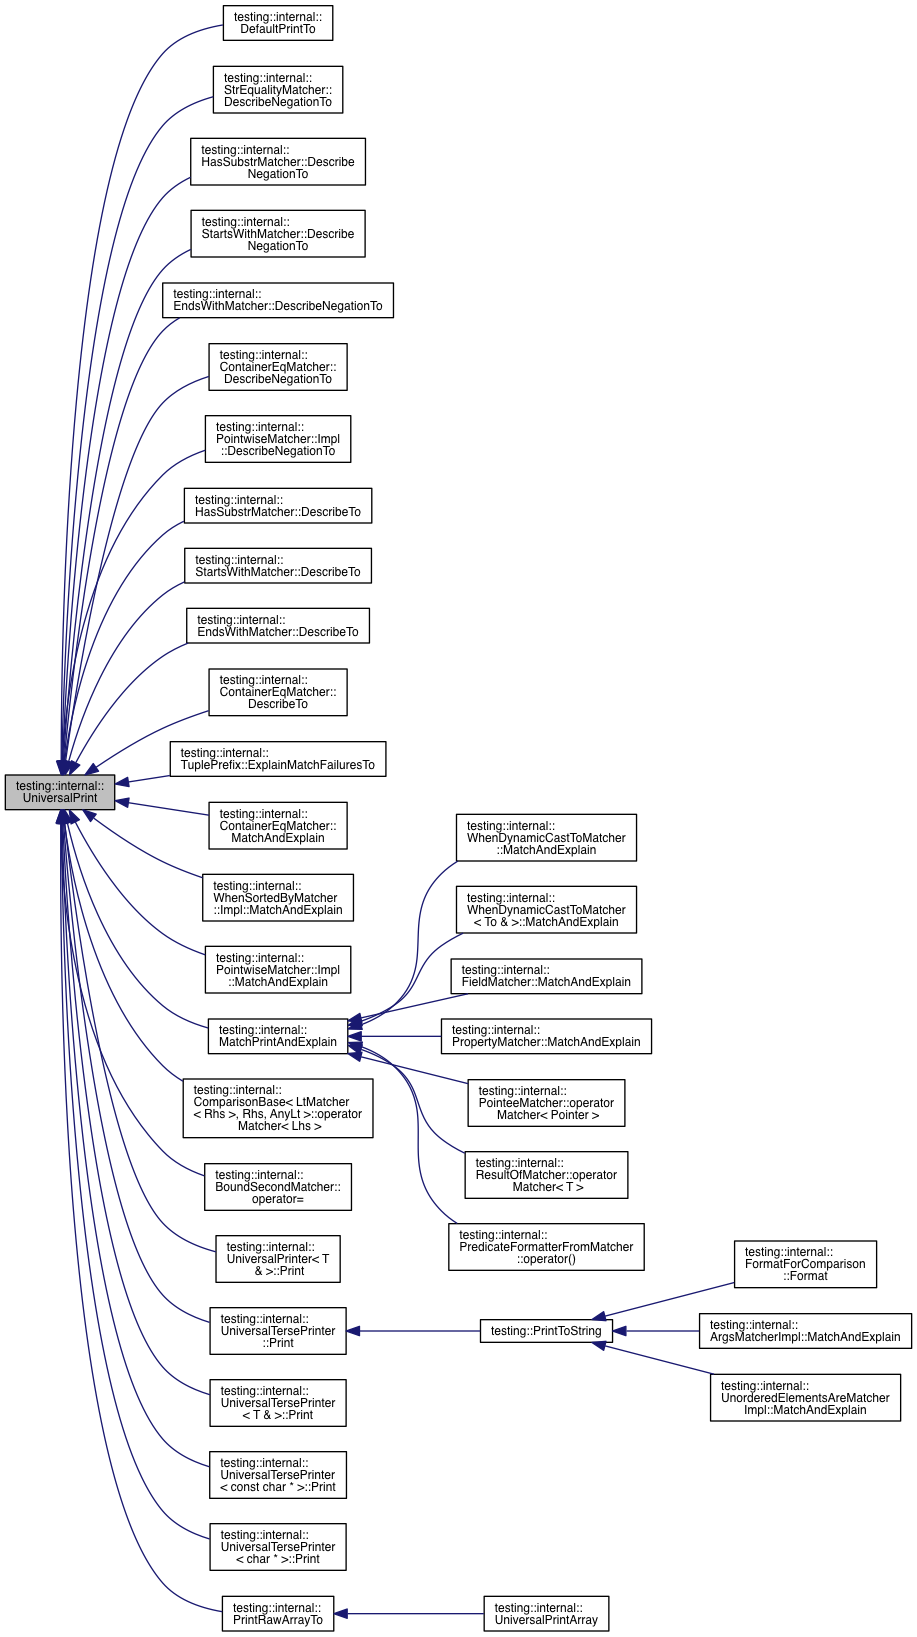 testing::internal::
DefaultPrintTo
testing::internal::
StrEqualityMatcher::
DescribeNegationTo
testing::internal::
HasSubstrMatcher::Describe
NegationTo
testing::internal::
StartsWithMatcher::Describe
NegationTo
testing::internal::
EndsWithMatcher::DescribeNegationTo
testing::internal::
ContainerEqMatcher::
DescribeNegationTo
testing::internal::
PointwiseMatcher::Impl
::DescribeNegationTo
testing::internal::
HasSubstrMatcher::DescribeTo
testing::internal::
StartsWithMatcher::DescribeTo
testing::internal::
EndsWithMatcher::DescribeTo
testing::internal::
ContainerEqMatcher::
DescribeTo
testing::internal::
TuplePrefix::ExplainMatchFailuresTo
testing::internal::
UniversalPrint
testing::internal::
ContainerEqMatcher::
MatchAndExplain
testing::internal::
WhenSortedByMatcher
::Impl::MatchAndExplain
testing::internal::
PointwiseMatcher::Impl
::MatchAndExplain
testing::internal::
MatchPrintAndExplain
testing::internal::
WhenDynamicCastToMatcher
::MatchAndExplain
testing::internal::
WhenDynamicCastToMatcher
< To & >::MatchAndExplain
testing::internal::
FieldMatcher::MatchAndExplain
testing::internal::
PropertyMatcher::MatchAndExplain
testing::internal::
PointeeMatcher::operator
Matcher< Pointer >
testing::internal::
ResultOfMatcher::operator
Matcher< T >
testing::internal::
PredicateFormatterFromMatcher
::operator()
testing::internal::
ComparisonBase< LtMatcher
< Rhs >, Rhs, AnyLt >::operator
Matcher< Lhs >
testing::internal::
BoundSecondMatcher::
operator=
testing::internal::
UniversalPrinter< T
& >::Print
testing::internal::
UniversalTersePrinter
::Print
testing::PrintToString
testing::internal::
FormatForComparison
::Format
testing::internal::
ArgsMatcherImpl::MatchAndExplain
testing::internal::
UnorderedElementsAreMatcher
Impl::MatchAndExplain
testing::internal::
UniversalTersePrinter
< T & >::Print
testing::internal::
UniversalTersePrinter
< const char * >::Print
testing::internal::
UniversalTersePrinter
< char * >::Print
testing::internal::
PrintRawArrayTo
testing::internal::
UniversalPrintArray